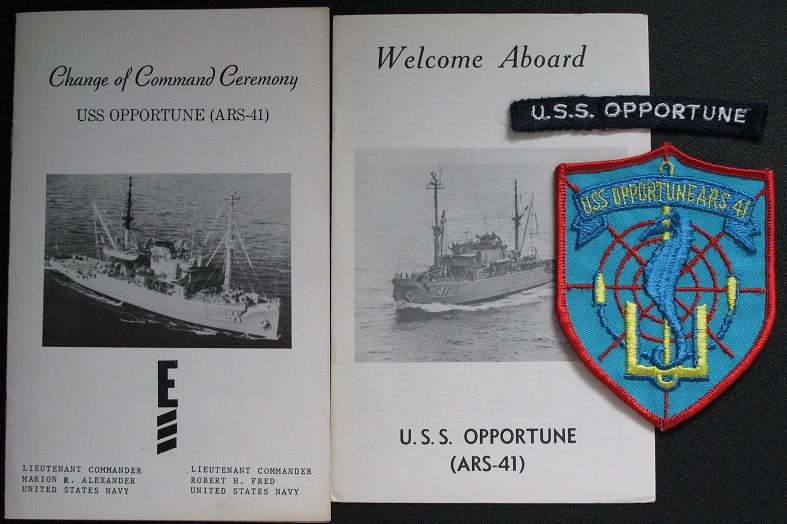 Change of Command Ceremony
USS OPPORTUNE (ARS-41)
41
E
LIEUTENANT COMMANDER
MARION R. ALEXANDER
UNITED STATES NAVY
LIEUTENANT COMMANDER
ROBERT H. FRED
UNITED STATES NAVY
Welcome Aboard
41
U.S.S. OPPORTUNE
(ARS-41)
U.S.S. OPPORTUNE
USS OPPORTUNE ARS 41